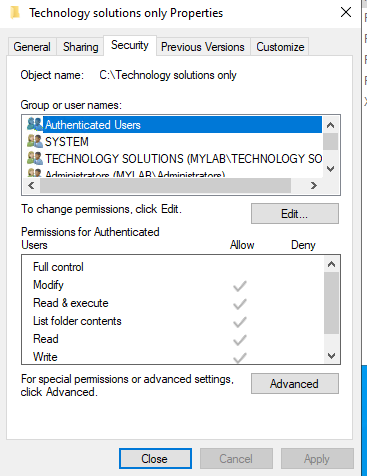 Technology solutions only Properties
General Sharing Security Previous Versions Customize
Object name: C:\Technology solutions only
Group or user names:
Authenticated Users
SYSTEM
TECHNOLOGY SOLUTIONS (MYLAB\TECHNOLOGY SO
Administrators (MYLAB\Administrators)
To change permissions, click Edit.
Edit...
Permissions for Authenticated
Users Allow Deny
Full control
Modify
Read & execute
List folder contents
Read
Write
For special permissions or advanced settings,
click Advanced.
Advanced
Close Cancel Apply